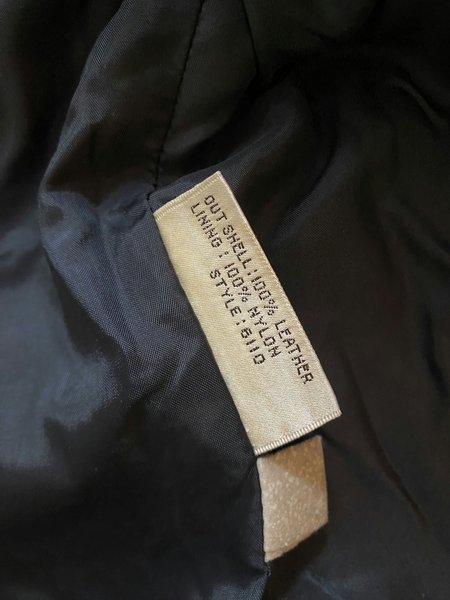 OUT SHELL:100% LEATHER
LINING : 100% NYLON
STYLE:6110